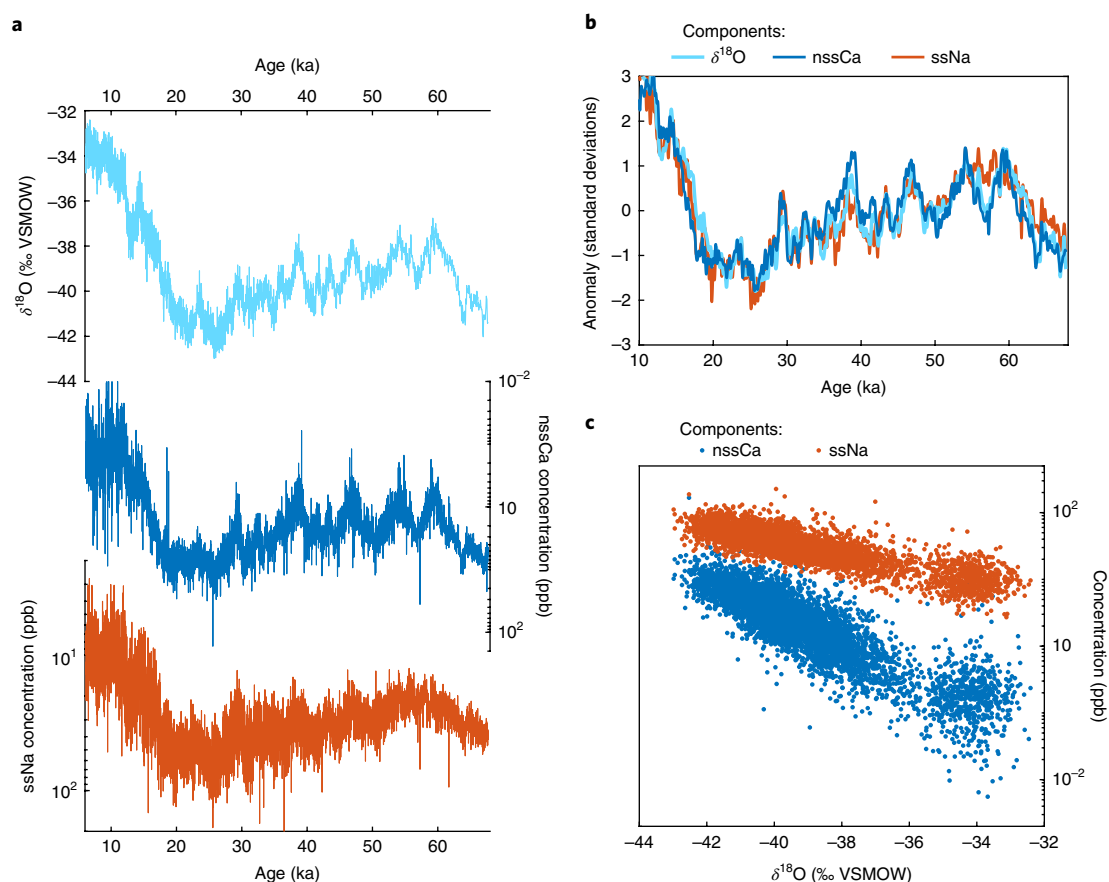 a
Age (ka)
10 20 30 40 50 60
−32
−34
−36
−38
−40
−42
−44
δ18O (‰ VSMOW)
10−2
10
102
nssCa concentration (ppb)
101
102
ssNa concentration (ppb)
10 20 30 40 50 60
Age (ka)
b
Components:
δ18O nssCa ssNa
3
2
1
0
−1
−2
−3
Anomaly (standard deviations)
10 20 30 40 50 60
Age (ka)
c
Components:
nssCa ssNa
102
10
10−2
Concentration (ppb)
−44 −42 −40 −38 −36 −34 −32
δ18O (‰ VSMOW)